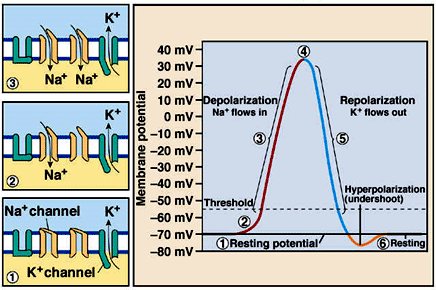 K⁺
Na⁺ Na⁺
③
K⁺
Na⁺
②
Na⁺ channel
K⁺
K⁺ channel
①
Membrane potential
40 mV
30 mV
20 mV
10 mV
0 mV
–10 mV
–20 mV
–30 mV
–40 mV
–50 mV
–60 mV
–70 mV
–80 mV
④
Depolarization
Na⁺ flows in
③
Repolarization
K⁺ flows out
⑤
Hyperpolarization
(undershoot)
Threshold
②
① Resting potential
⑥ Resting